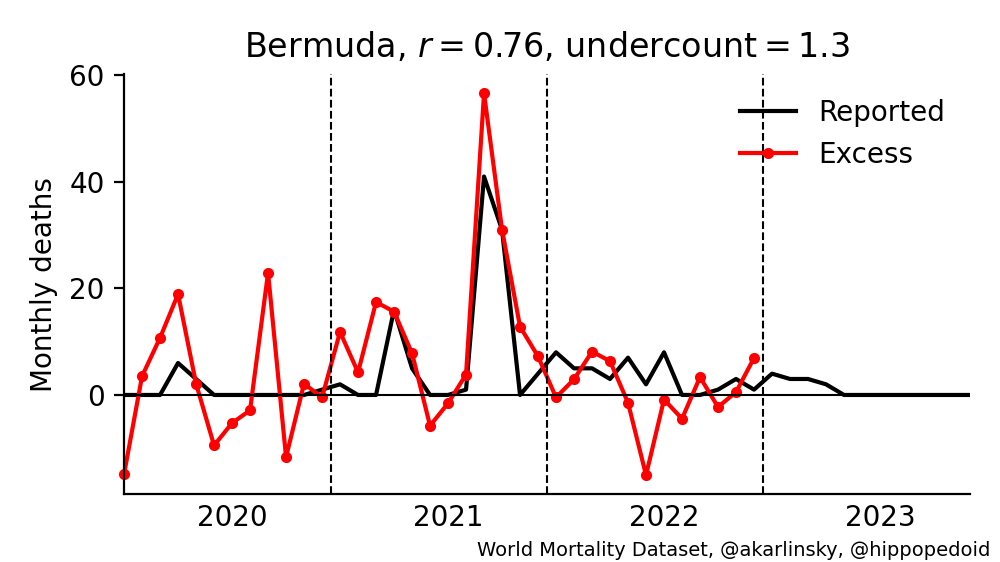 Bermuda, r = 0.76, undercount = 1.3
60
40
20
0
Monthly deaths
Reported
Excess
2020 2021 2022 2023
World Mortality Dataset, @akarlinsky, @hippopedoid